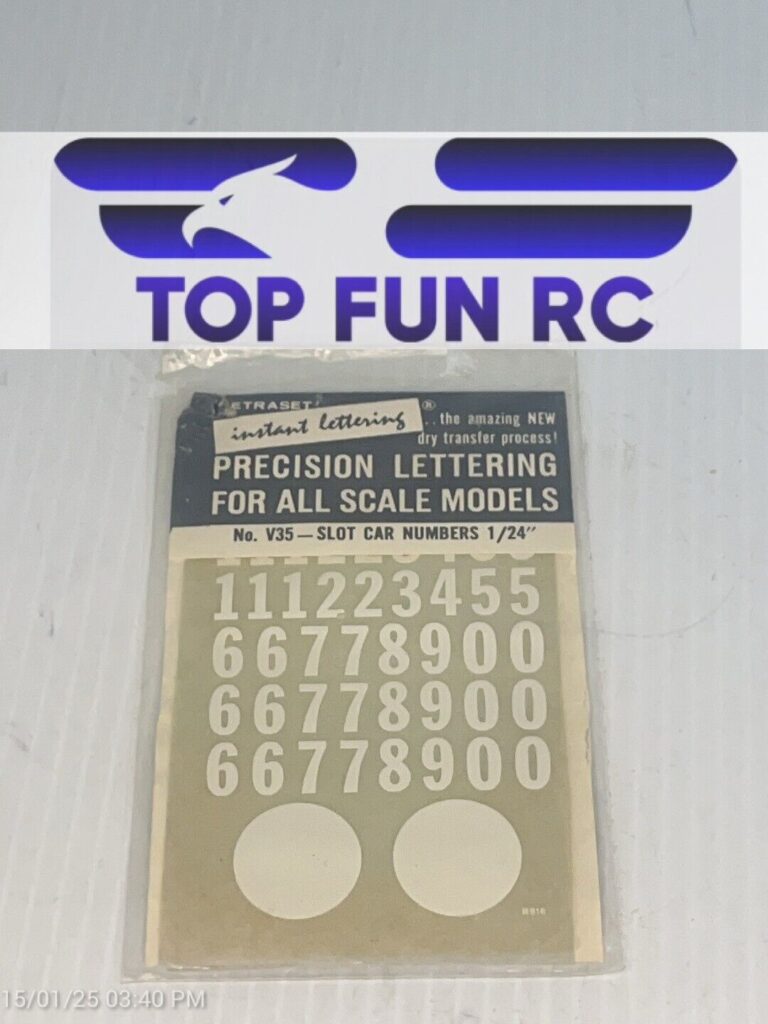 TOP FUN RC
ETRASET ®
instant lettering ..the amazing NEW
dry transfer process!
PRECISION LETTERING
FOR ALL SCALE MODELS
No. V35 — SLOT CAR NUMBERS 1/24"
111223455
66778900
66778900
66778900
15/01/25 03:40 PM